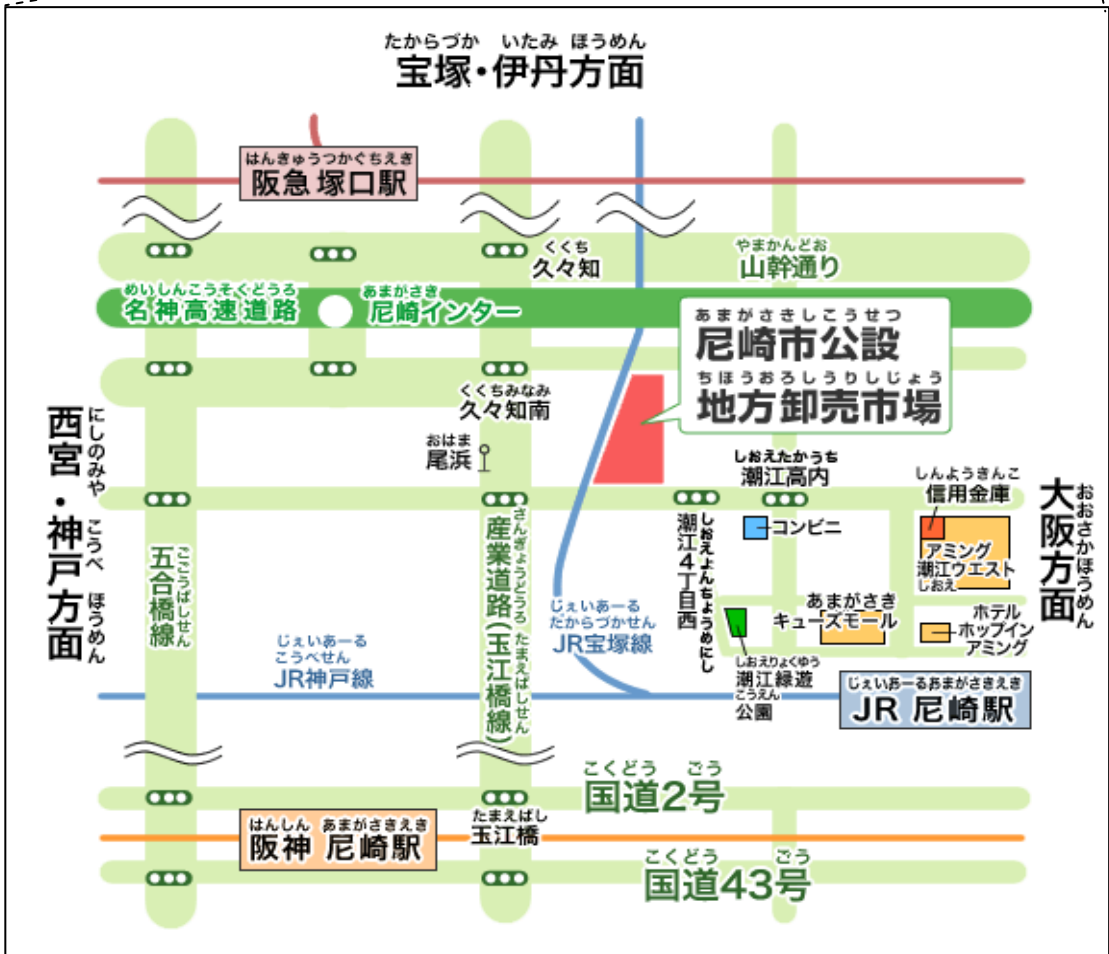 たからづか いたみ ほうめん
宝塚・伊丹方面
はんきゅうつかぐちえき
阪急 塚口駅
くくち
久々知
やまかんどお
山幹通り
めいしんこうそくどうろ
名神高速道路
あまがさき
尼崎インター
あまがさきしこうせつ
尼崎市公設
ちほうおろしうりしじょう
地方卸売市場
くくちみなみ
久々知南
おはま
尾浜
にしのみや こうべ ほうめん
西宮・神戸方面
しおえたかうち
潮江高内
しんようきんこ
信用金庫
おおさかほうめん
大阪方面
コンビニ
アミング
潮江ウエスト
しおえ
ごごうばしせん
五合橋線
さんぎょうどうろ たまえばしせん
産業道路(玉江橋線)
しおえよんちょうめにし
潮江4丁目西
じぇいあーる
だからづかせん
JR宝塚線
あまがさき
キューズモール
ホテル
ホップイン
アミング
じぇいあーる
こうべせん
JR神戸線
しおえりょくゆう
潮江緑遊
こうえん
公園
じぇいあーるあまがさきえき
JR 尼崎駅
こくどう ごう
国道2号
はんしん あまがさきえき
阪神 尼崎駅
たまえばし
玉江橋
こくどう ごう
国道43号